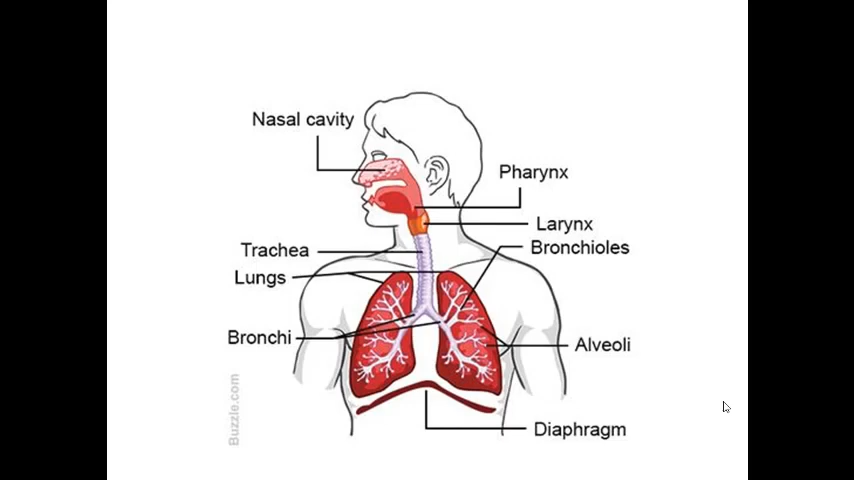 Nasal cavity
Pharynx
Larynx
Bronchioles
Trachea
Lungs
Bronchi
Alveoli
Diaphragm
Buzzle.com